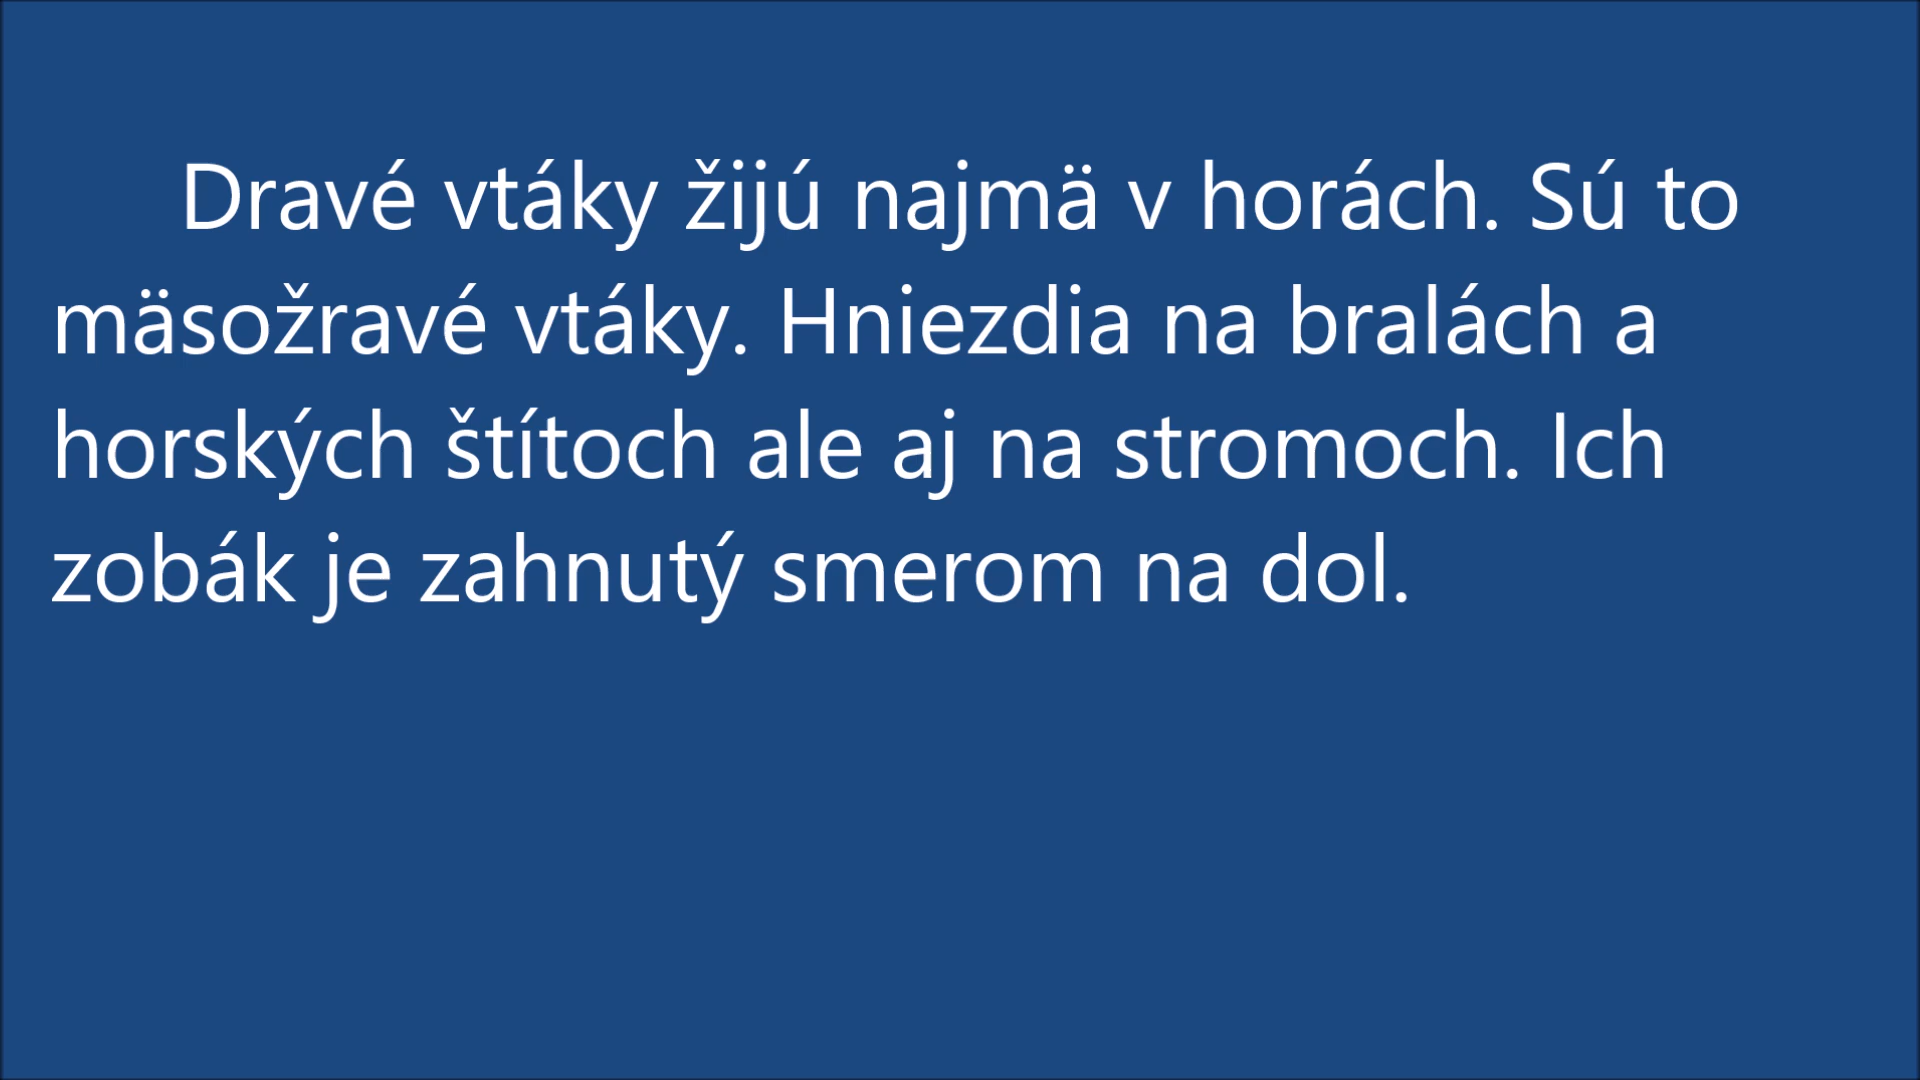 Dravé vtáky žijú najmä v horách. Sú to
mäsožravé vtáky. Hniezdia na bralách a
horských štítoch ale aj na stromoch. Ich
zobák je zahnutý smerom na dol.